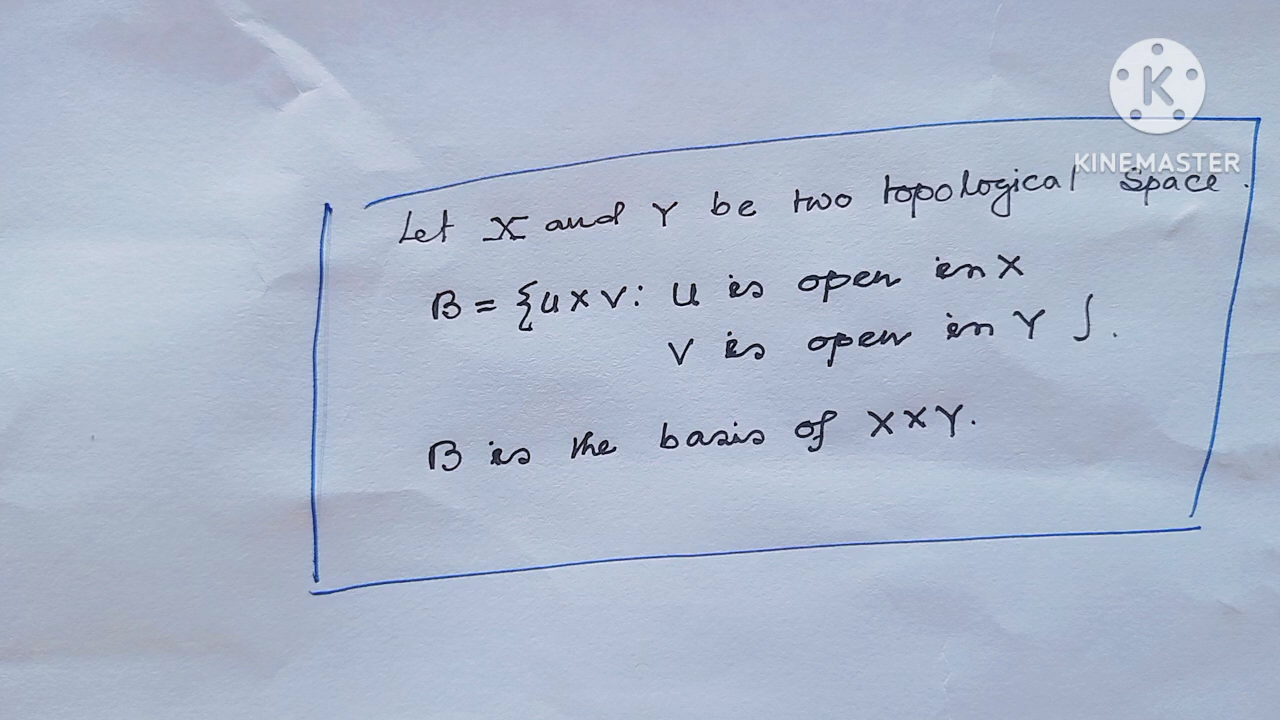 K
KINEMASTER
Let X and Y be two topological Space.
B = {U×V: U is open in X
V is open in Y }.
B is the basis of X×Y.